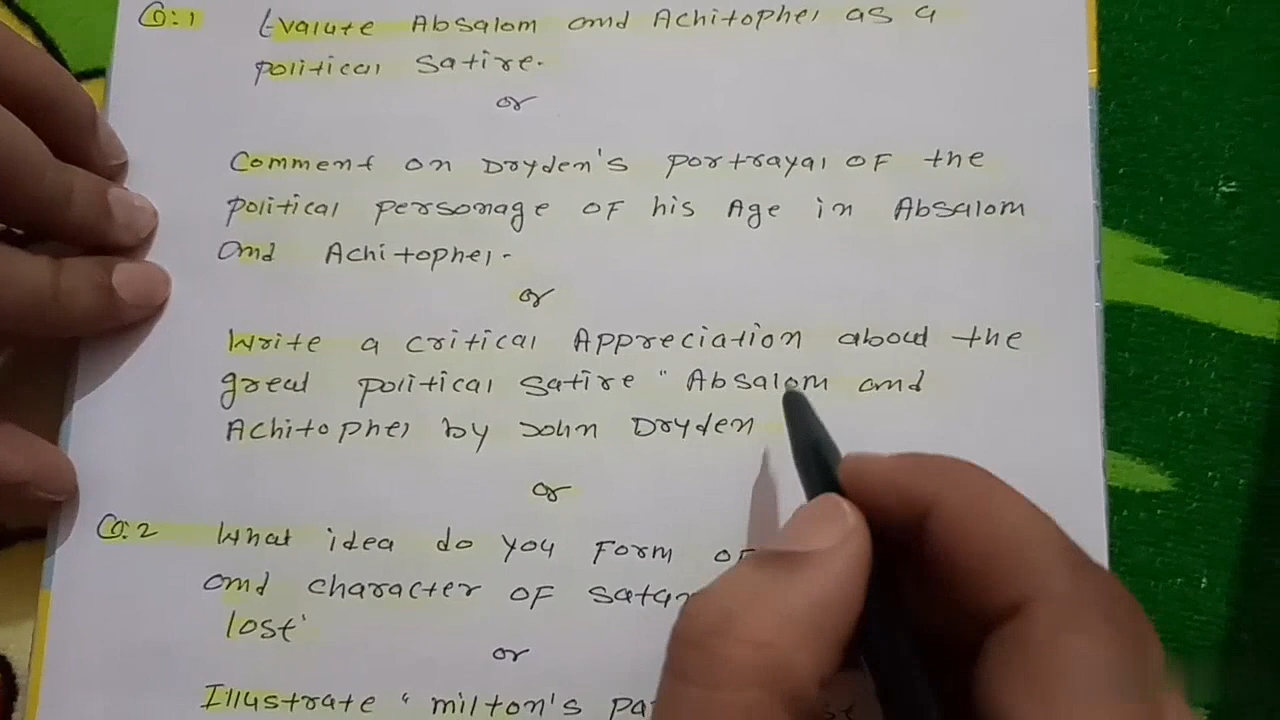 Q:1 Evalute Absalom and Achitophel as a
political satire.
or
Comment on Dryden's portrayal of the
political personage of his Age in Absalom
and Achitophel.
or
Write a critical Appreciation about the
great political satire " Absalom and
Achitophel by John Dryden
or
Q:2 What idea do you Form of
and character of Satan
lost'
or
Illustrate " milton's